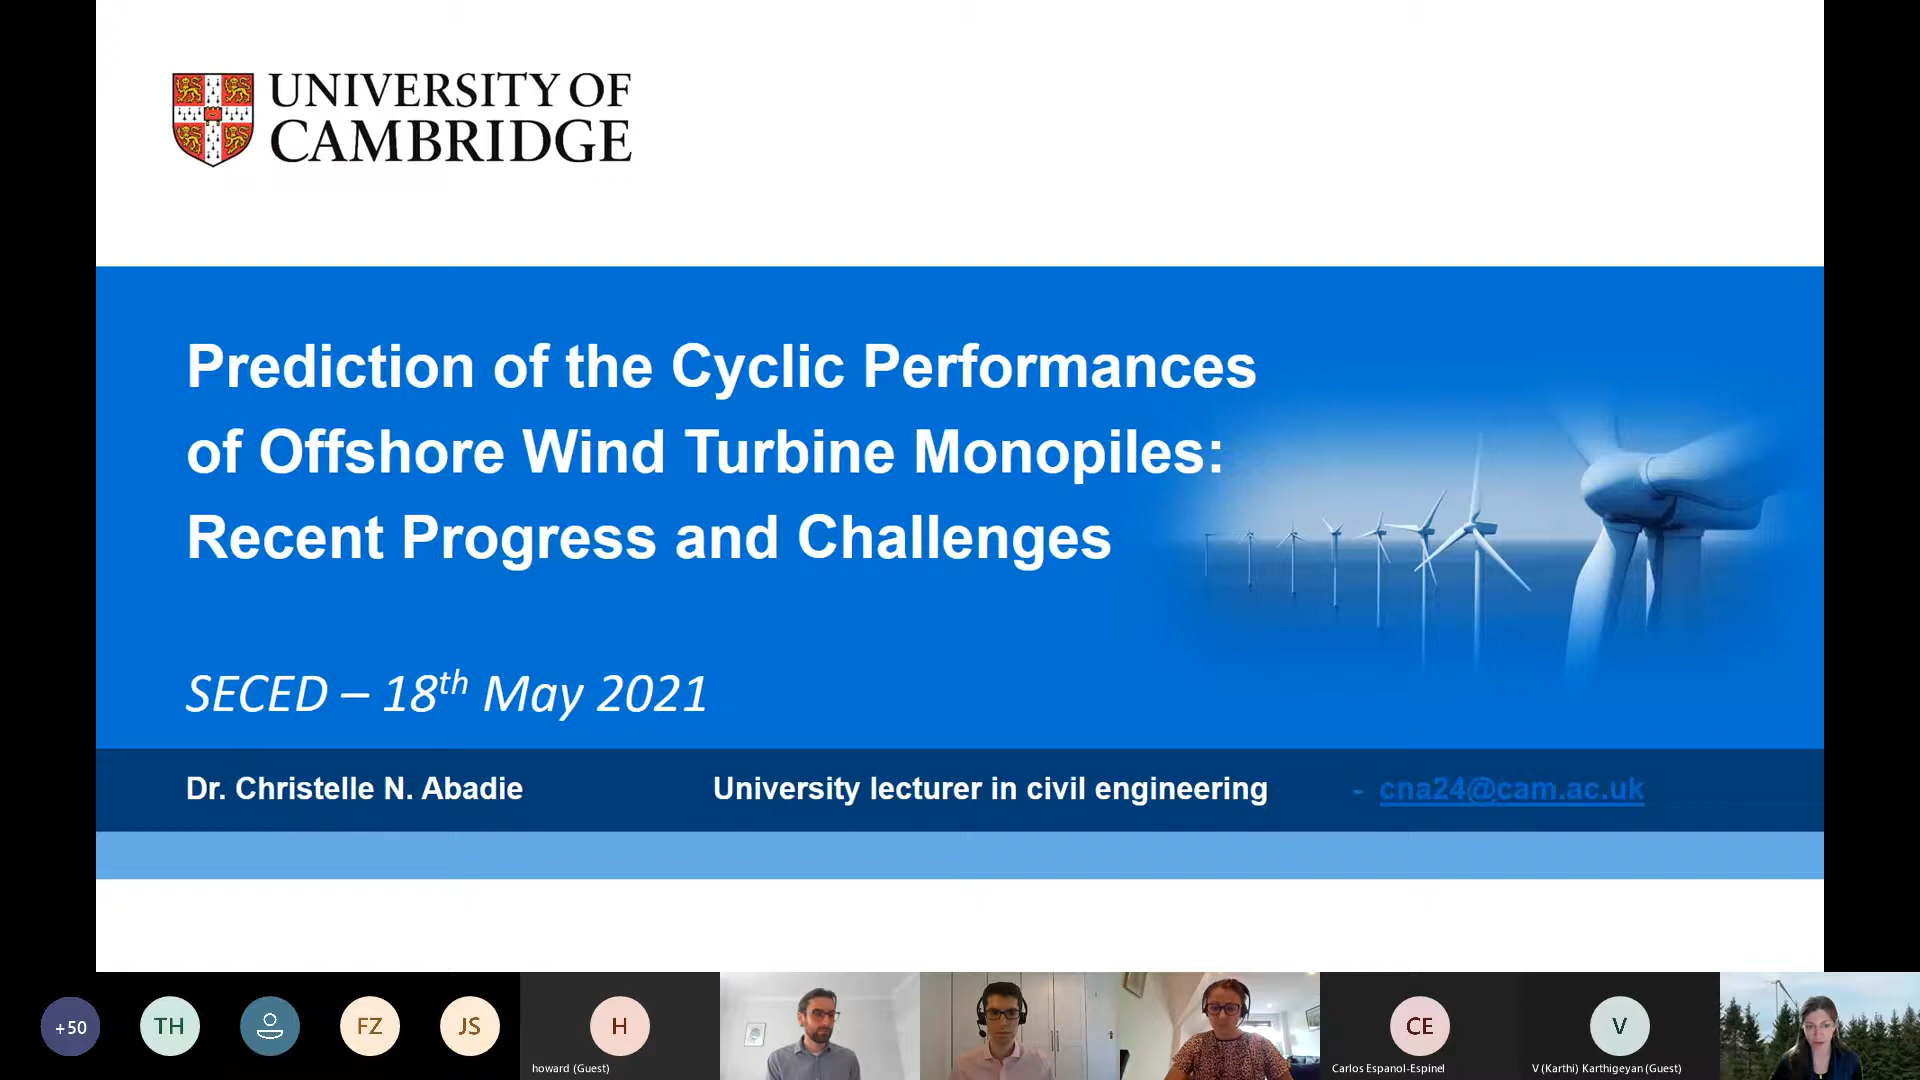 UNIVERSITY OF
CAMBRIDGE
Prediction of the Cyclic Performances
of Offshore Wind Turbine Monopiles:
Recent Progress and Challenges
SECED – 18th May 2021
Dr. Christelle N. Abadie University lecturer in civil engineering - cna24@cam.ac.uk
+50
TH
FZ
JS
H
howard (Guest)
CE
Carlos Espanol-Espinel
V
V (Karthi) Karthigeyan (Guest)